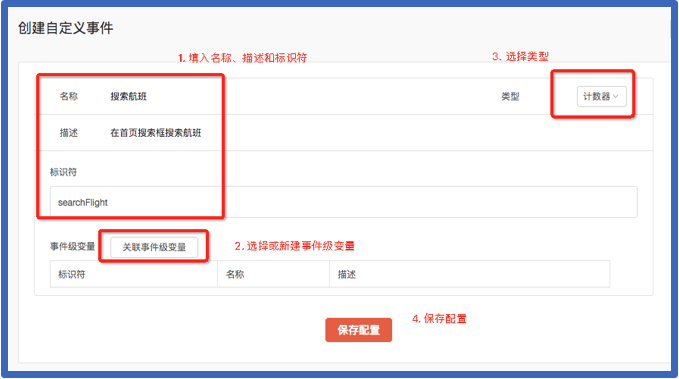 创建自定义事件
1. 填入名称、描述和标识符
3. 选择类型
名称 搜索航班 类型 计数器
描述 在首页搜索框搜索航班
标识符
searchFlight
事件级变量 关联事件级变量 2. 选择或新建事件级变量
标识符 名称 描述
保存配置 4. 保存配置